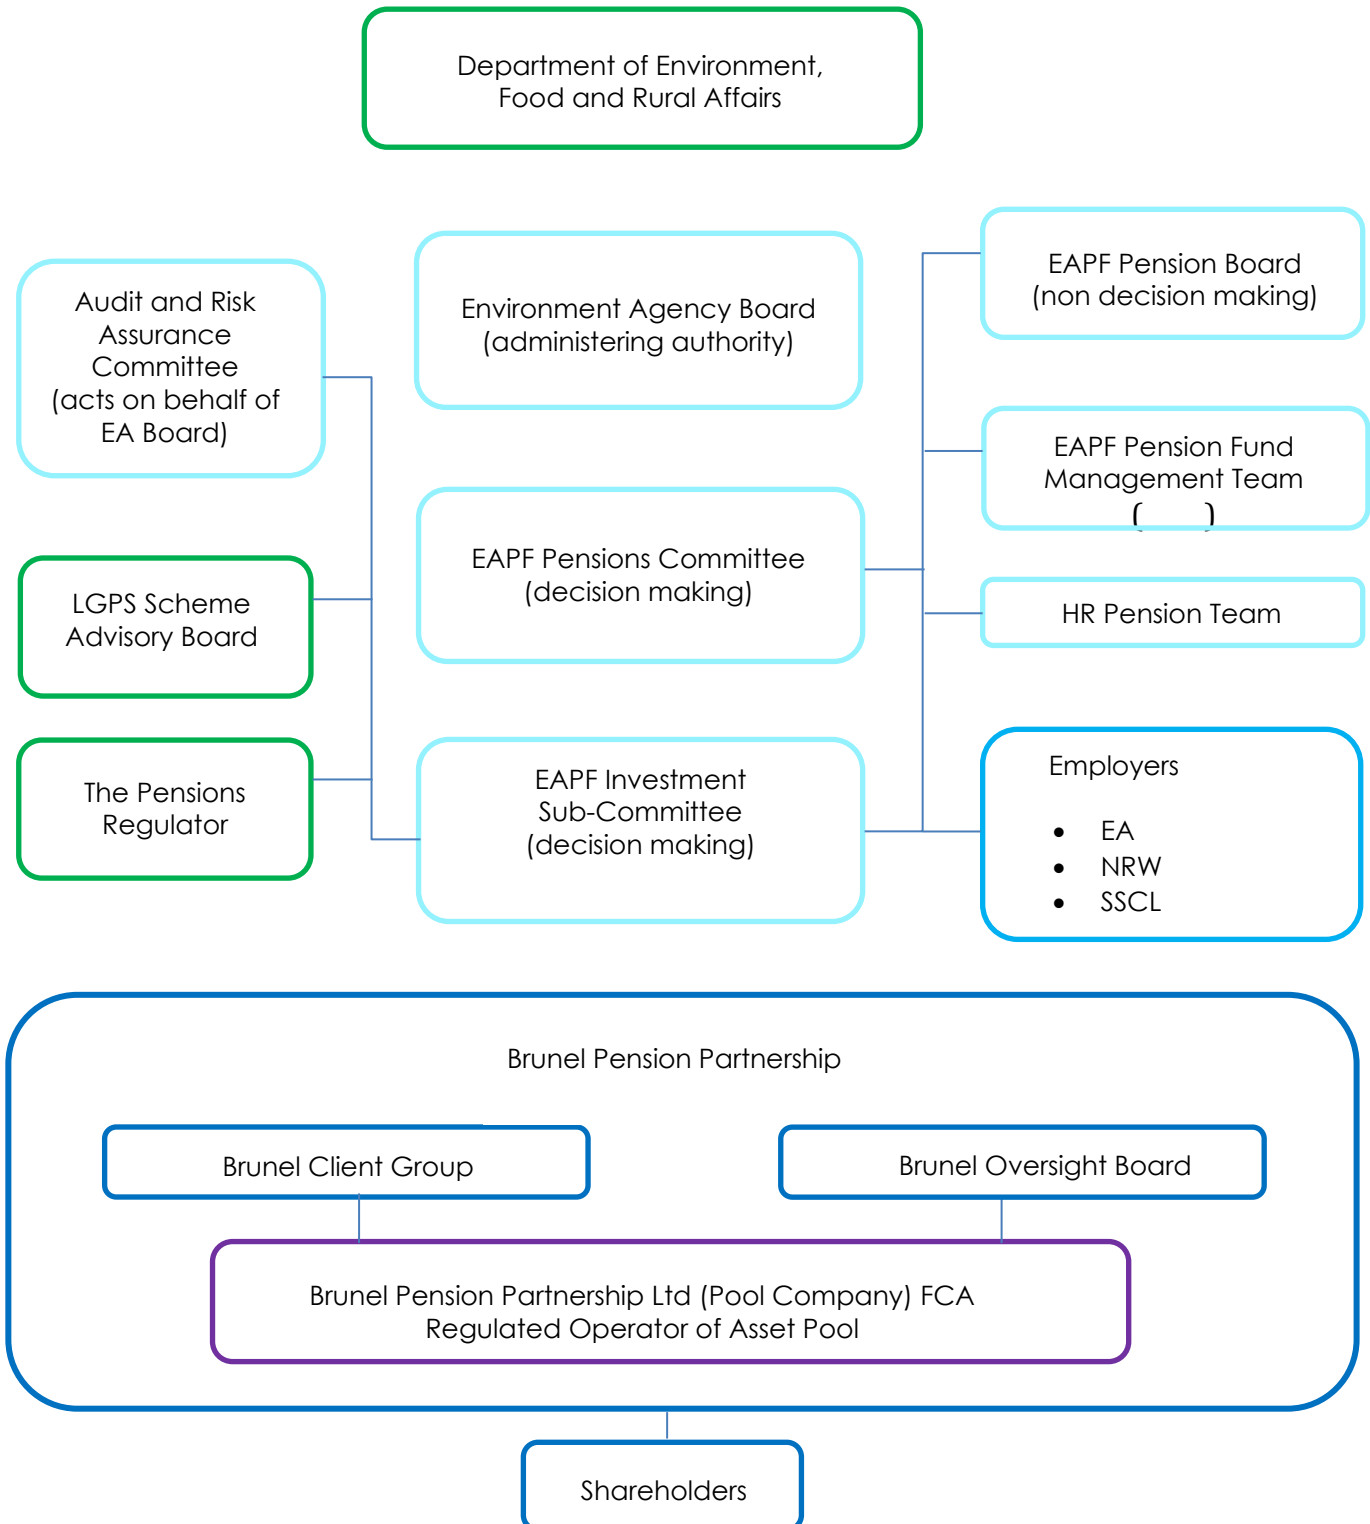 Department of Environment,
Food and Rural Affairs
Audit and Risk
Assurance
Committee
(acts on behalf of
EA Board)
Environment Agency Board
(administering authority)
EAPF Pension Board
(non decision making)
EAPF Pension Fund
Management Team
( )
LGPS Scheme
Advisory Board
EAPF Pensions Committee
(decision making)
HR Pension Team
The Pensions
Regulator
EAPF Investment
Sub-Committee
(decision making)
Employers
• EA
• NRW
• SSCL
Brunel Pension Partnership
Brunel Client Group
Brunel Oversight Board
Brunel Pension Partnership Ltd (Pool Company) FCA
Regulated Operator of Asset Pool
Shareholders